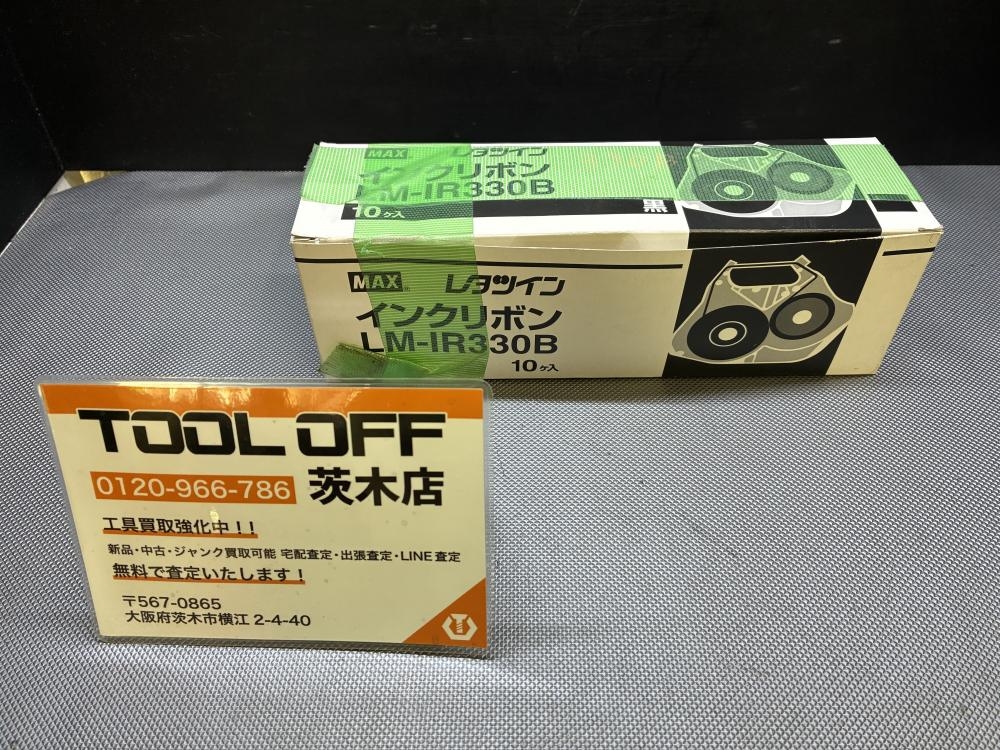 MAX レタツイン
インクリボン
LM-IR330B
10ヶ入
黒
MAX レタツイン
インクリボン
LM-IR330B
10ヶ入
TOOL OFF
0120-966-786 茨木店
工具買取強化中!!
新品・中古・ジャンク買取可能 宅配査定・出張査定・LINE査定
無料で査定いたします!
〒567-0865
大阪府茨木市横江 2-4-40